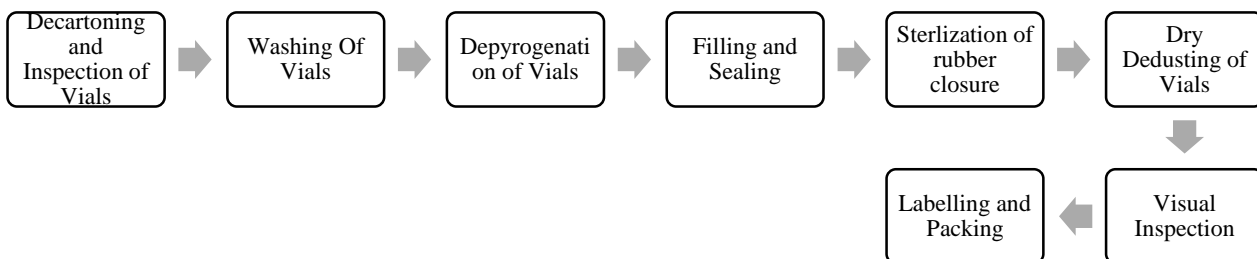 Decartoning
and
Inspection of
Vials
Washing Of
Vials
Depyrogenati
on of Vials
Filling and
Sealing
Sterlization of
rubber
closure
Dry
Dedusting of
Vials
Visual
Inspection
Labelling and
Packing